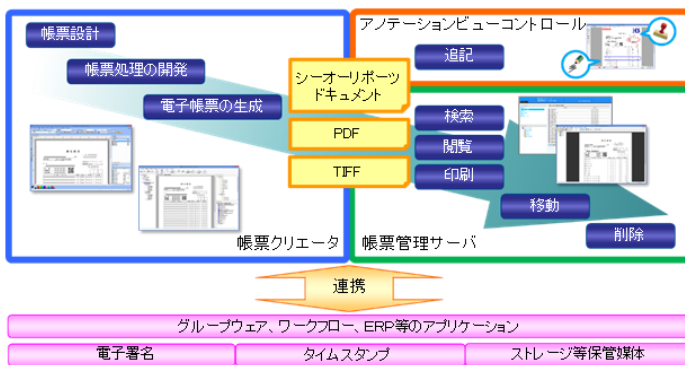 帳票設計
帳票処理の開発
電子帳票の生成
帳票クリエータ
シーオーリポーツ
ドキュメント
PDF
TIFF
アノテーションビューコントロール
追記
検索
閲覧
印刷
移動
削除
帳票管理サーバ
連携
グループウェア、ワークフロー、ERP等のアプリケーション
電子署名
タイムスタンプ
ストレージ等保管媒体